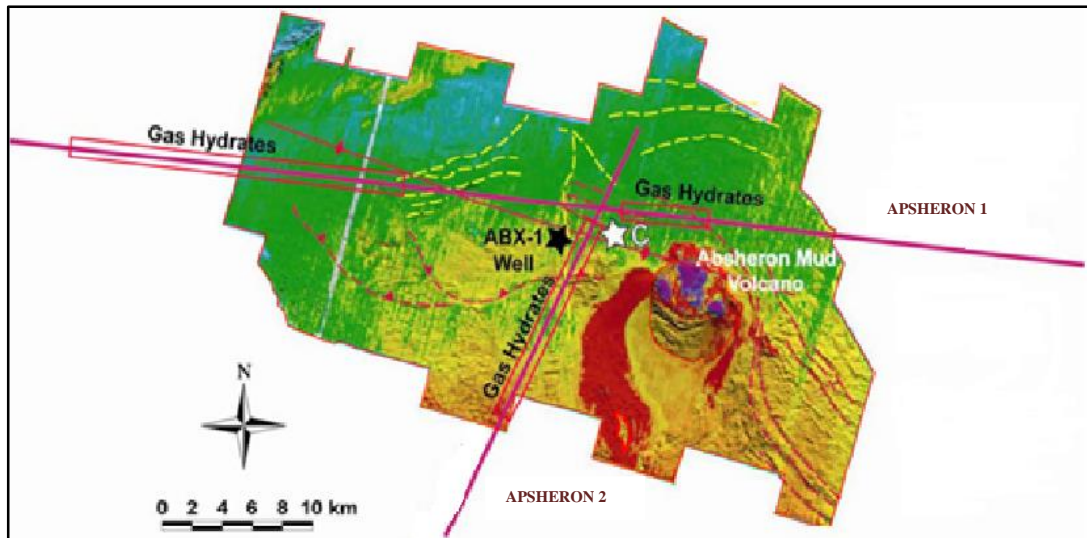 Gas Hydrates
Gas Hydrates
APSHERON 1
ABX-1
Well
C
Absheron Mud
Volcano
Gas Hydrates
N
APSHERON 2
0 2 4 6 8 10 km